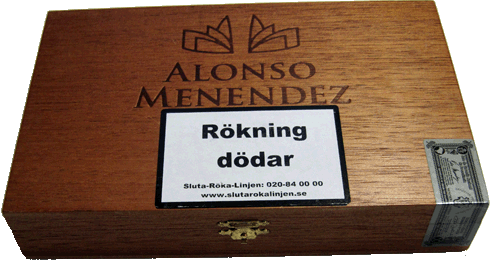 ALONSO
MENENDEZ
Rökning
dödar
Sluta-Röka-Linjen: 020-84 00 00
www.slutarokalinjen.se